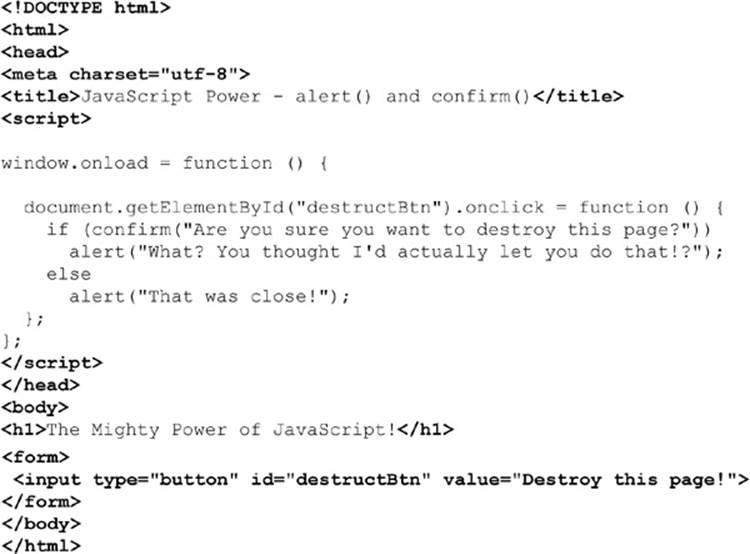 <!DOCTYPE html>
<html>
<head>
<meta charset="utf-8">
<title>JavaScript Power - alert() and confirm()</title>
<script>
window.onload = function () {
document.getElementById("destructBtn").onclick = function () {
if (confirm("Are you sure you want to destroy this page?"))
alert("What? You thought I'd actually let you do that!?");
else
alert("That was close!");
};
};
</script>
</head>
<body>
<h1>The Mighty Power of JavaScript!</h1>
<form>
<input type="button" id="destructBtn" value="Destroy this page!">
</form>
</body>
</html>